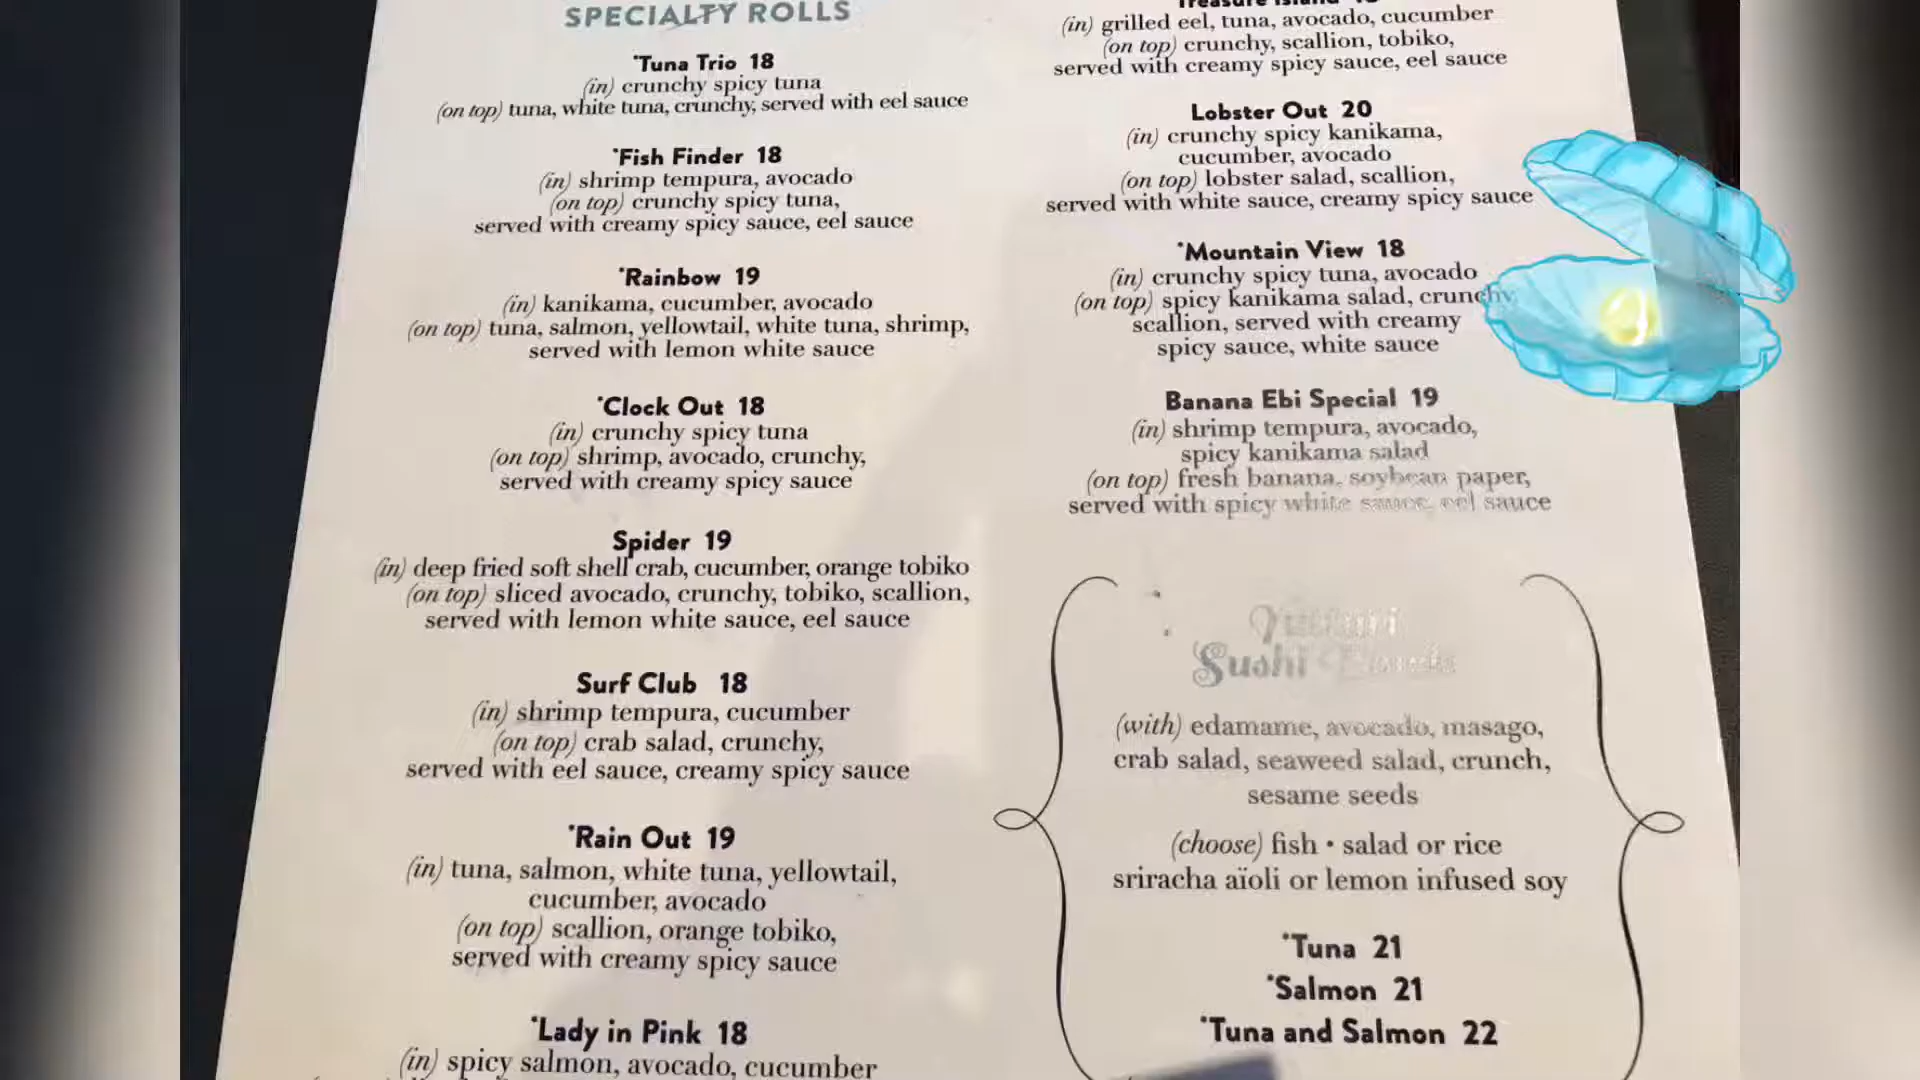 SPECIALTY ROLLS
*Tuna Trio 18
(in) crunchy spicy tuna
(on top) tuna, white tuna, crunchy, served with eel sauce
*Fish Finder 18
(in) shrimp tempura, avocado
(on top) crunchy spicy tuna,
served with creamy spicy sauce, eel sauce
*Rainbow 19
(in) kanikama, cucumber, avocado
(on top) tuna, salmon, yellowtail, white tuna, shrimp,
served with lemon white sauce
*Clock Out 18
(in) crunchy spicy tuna
(on top) shrimp, avocado, crunchy,
served with creamy spicy sauce
Spider 19
(in) deep fried soft shell crab, cucumber, orange tobiko
(on top) sliced avocado, crunchy, tobiko, scallion,
served with lemon white sauce, eel sauce
Surf Club 18
(in) shrimp tempura, cucumber
(on top) crab salad, crunchy,
served with eel sauce, creamy spicy sauce
*Rain Out 19
(in) tuna, salmon, white tuna, yellowtail,
cucumber, avocado
(on top) scallion, orange tobiko,
served with creamy spicy sauce
*Lady in Pink 18
(in) spicy salmon, avocado, cucumber
Treasure Island
(in) grilled eel, tuna, avocado, cucumber
(on top) crunchy, scallion, tobiko,
served with creamy spicy sauce, eel sauce
Lobster Out 20
(in) crunchy spicy kanikama,
cucumber, avocado
(on top) lobster salad, scallion,
served with white sauce, creamy spicy sauce
*Mountain View 18
(in) crunchy spicy tuna, avocado
(on top) spicy kanikama salad, crunchy,
scallion, served with creamy
spicy sauce, white sauce
Banana Ebi Special 19
(in) shrimp tempura, avocado,
spicy kanikama salad
(on top) fresh banana, soybean paper,
served with spicy white sauce, eel sauce
Sushi
(with) edamame, avocado, masago,
crab salad, seaweed salad, crunch,
sesame seeds
(choose) fish • salad or rice
sriracha aïoli or lemon infused soy
*Tuna 21
*Salmon 21
*Tuna and Salmon 22